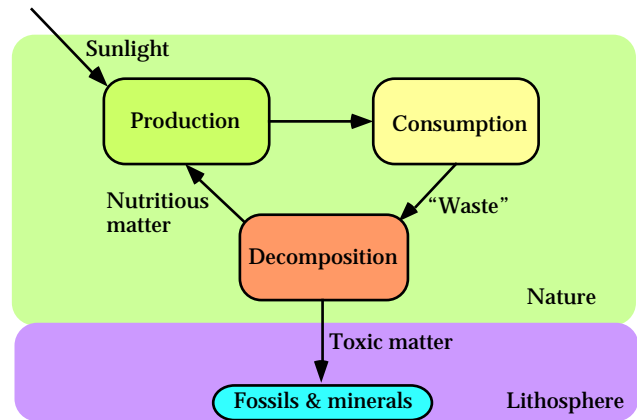 Sunlight
Production
Consumption
Nutritious
matter
“Waste”
Decomposition
Nature
Toxic matter
Fossils & minerals
Lithosphere